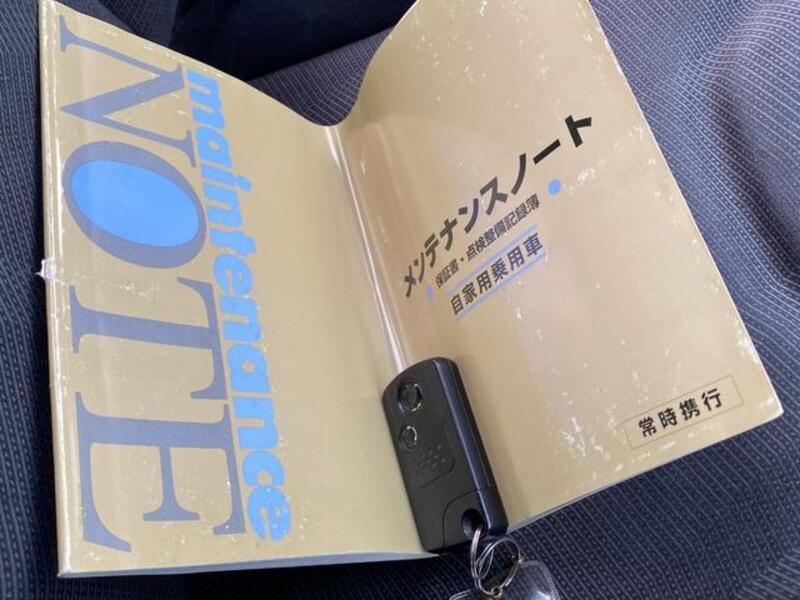 maintenance
NOTE
メンテナンスノート
保証書・点検整備記録簿
自家用乗用車
常時携行